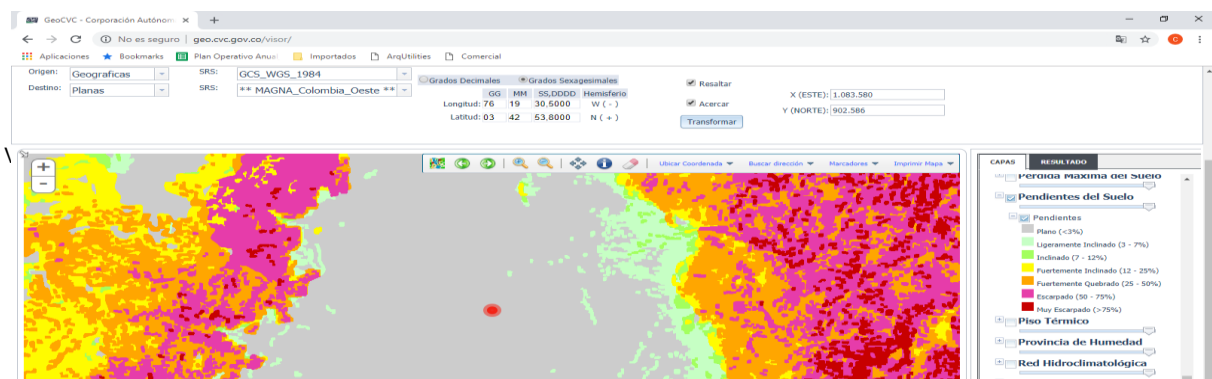 GeoCVC - Corporación Autónom
No es seguro | geo.cvc.gov.co/visor/
Aplicaciones Bookmarks Plan Operativo Anual Importados ArqUtilities Comercial
Origen: Geograficas SRS: GCS_WGS_1984
Destino: Planas SRS: ** MAGNA_Colombia_Oeste **
Grados Decimales Grados Sexagesimales
GG MM SS,DDDD Hemisferio
Longitud: 76 19 30,5000 W ( - )
Latitud: 03 42 53,8000 N ( + )
Resaltar
Acercar
Transformar
X (ESTE): 1.083.580
Y (NORTE): 902.586
Ubicar Coordenada Buscar dirección Marcadores Imprimir Mapa
CAPAS RESULTADO
Perdida Maxima del Suelo
Pendientes del Suelo
Pendientes
Plano (<3%)
Ligeramente Inclinado (3 - 7%)
Inclinado (7 - 12%)
Fuertemente Inclinado (12 - 25%)
Fuertemente Quebrado (25 - 50%)
Escarpado (50 - 75%)
Muy Escarpado (>75%)
Piso Térmico
Provincia de Humedad
Red Hidroclimatológica